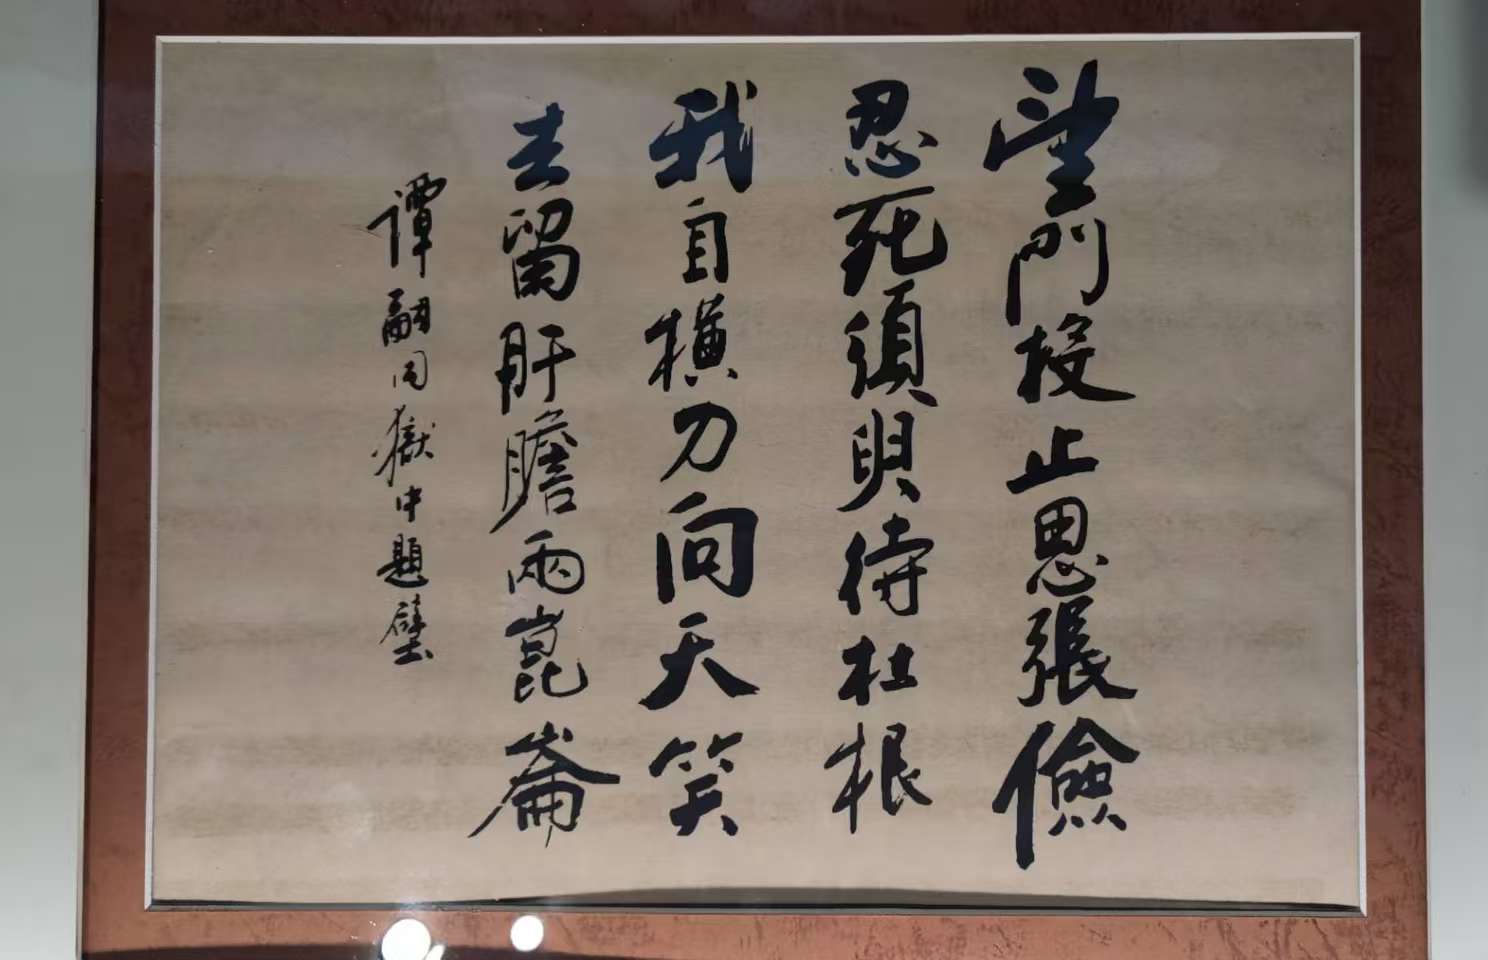 望門投止思張儉
忍死須臾待杜根
我自橫刀向天笑
去留肝膽兩崑崙
譚嗣同獄中題壁